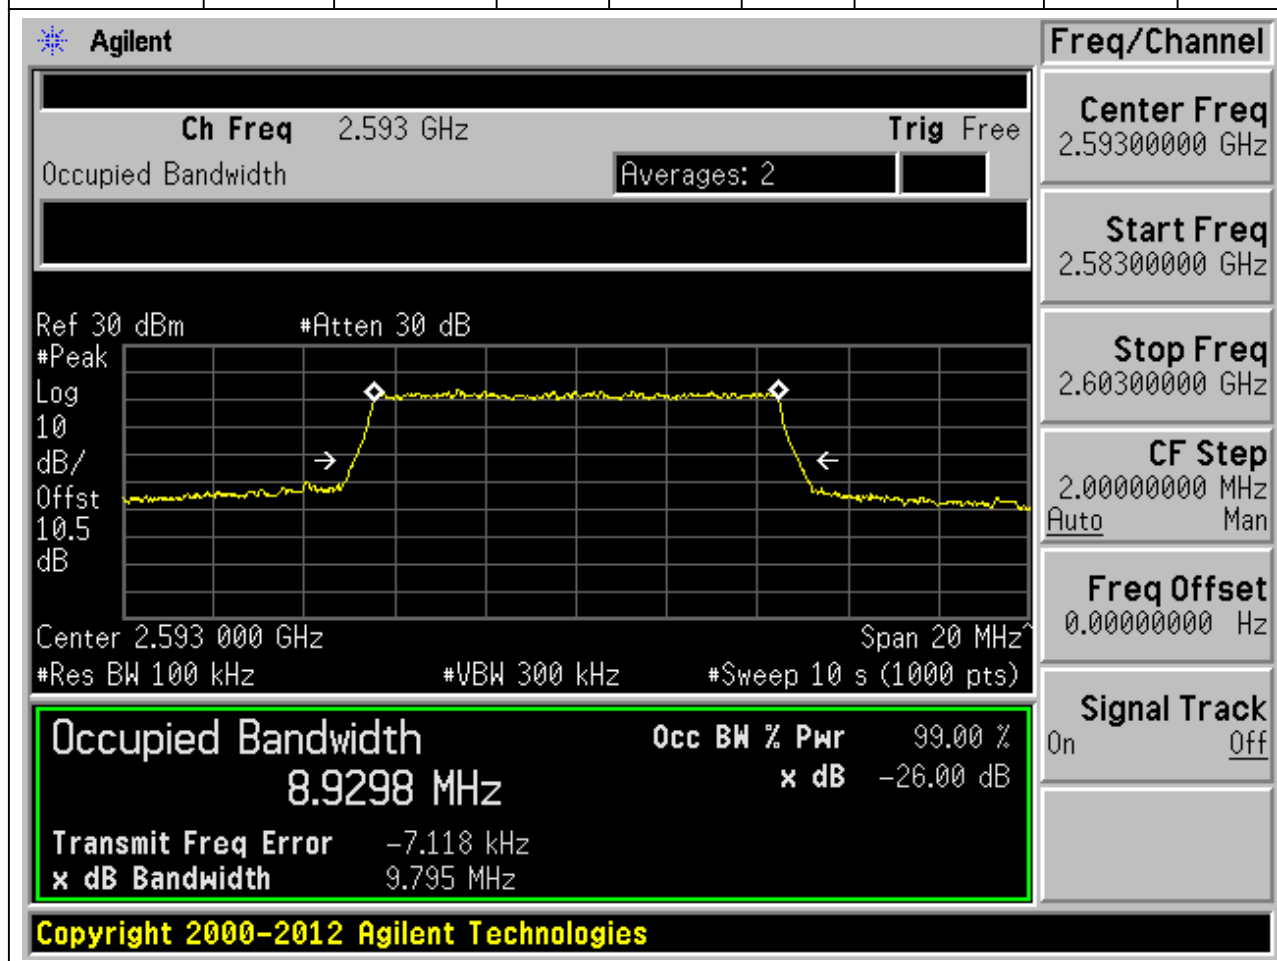 Agilent
Freq/Channel
Ch Freq 2.593 GHz Trig Free
Occupied Bandwidth Averages: 2
Center Freq
2.59300000 GHz
Start Freq
2.58300000 GHz
Stop Freq
2.60300000 GHz
CF Step
2.00000000 MHz
Auto Man
Freq Offset
0.00000000 Hz
Signal Track
On Off
Ref 30 dBm #Atten 30 dB
#Peak
Log
10
dB/
Offst
10.5
dB
Center 2.593 000 GHz Span 20 MHz^
#Res BW 100 kHz #VBW 300 kHz #Sweep 10 s (1000 pts)
Occupied Bandwidth Occ BW % Pwr 99.00 %
8.9298 MHz x dB -26.00 dB
Transmit Freq Error -7.118 kHz
x dB Bandwidth 9.795 MHz
Copyright 2000-2012 Agilent Technologies